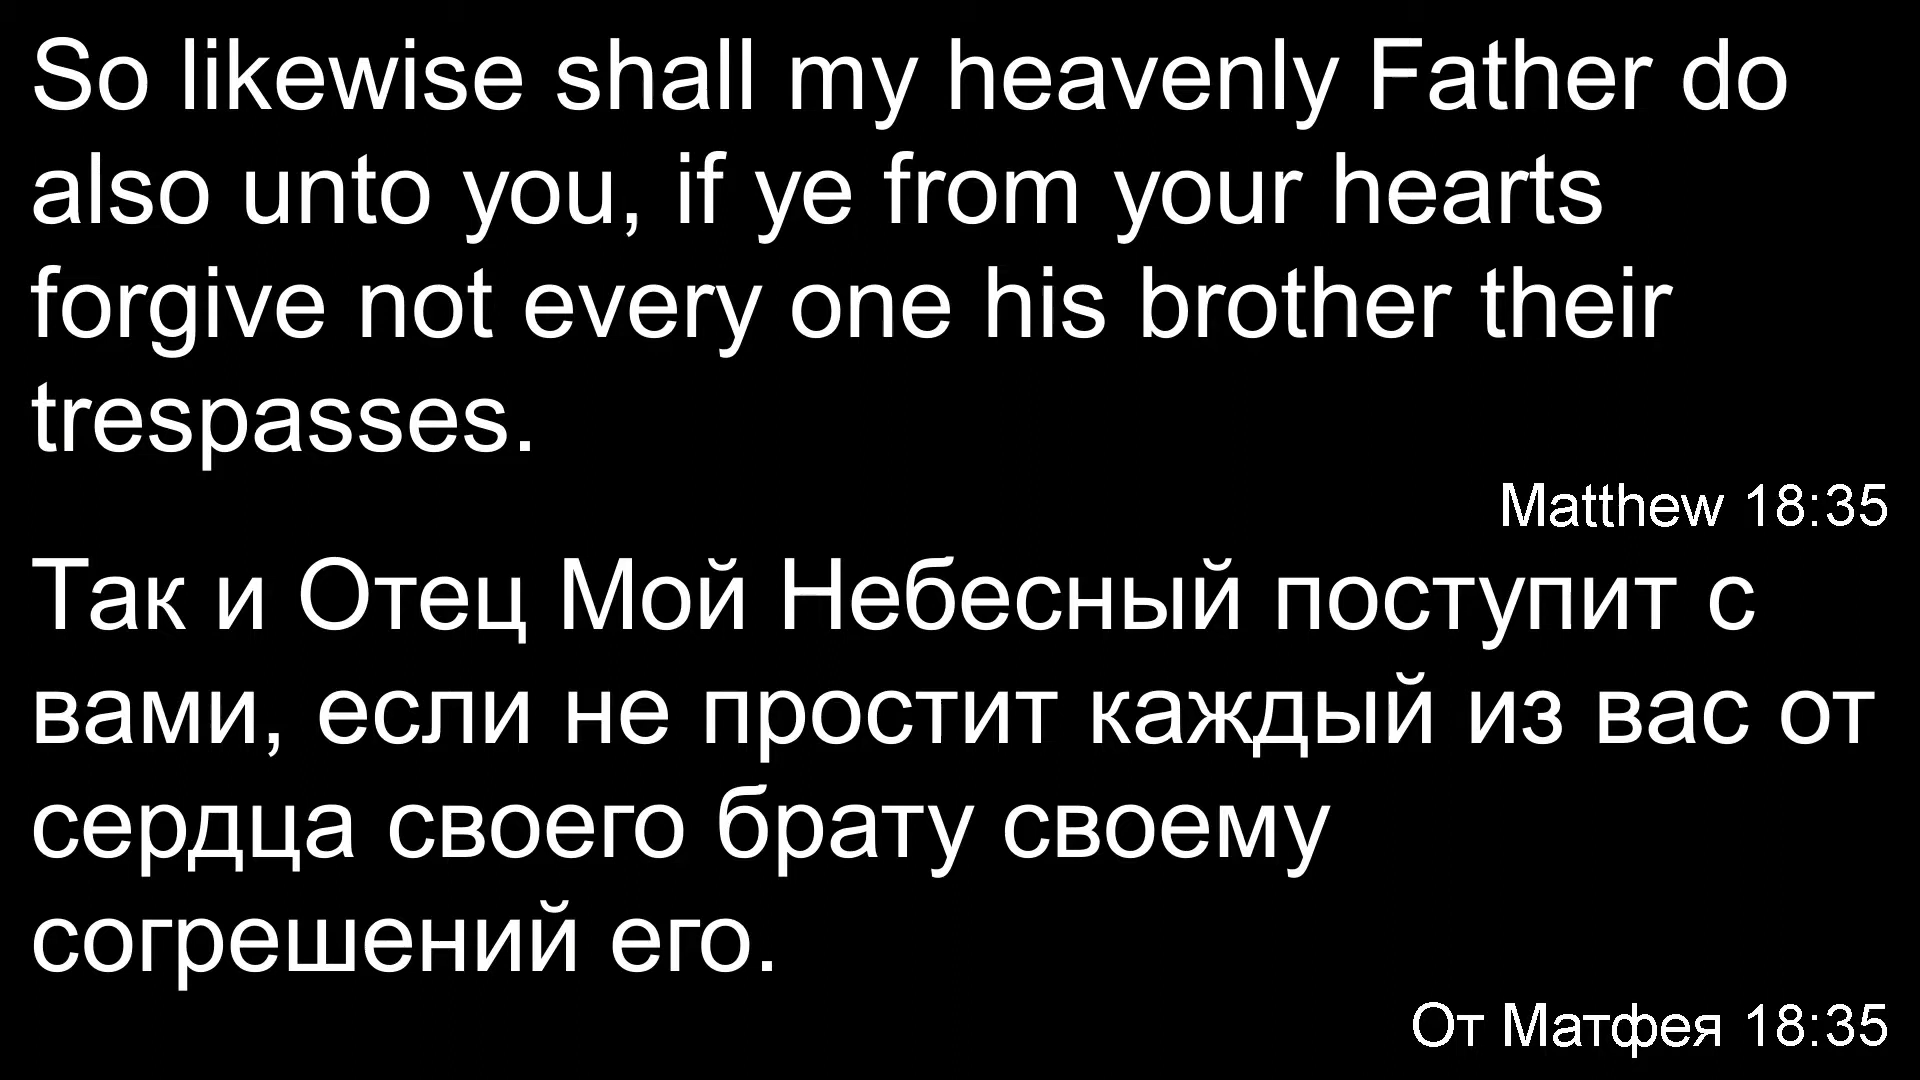 So likewise shall my heavenly Father do
also unto you, if ye from your hearts
forgive not every one his brother their
trespasses.
Matthew 18:35
Так и Отец Мой Небесный поступит с
вами, если не простит каждый из вас от
сердца своего брату своему
согрешений его.
От Матфея 18:35